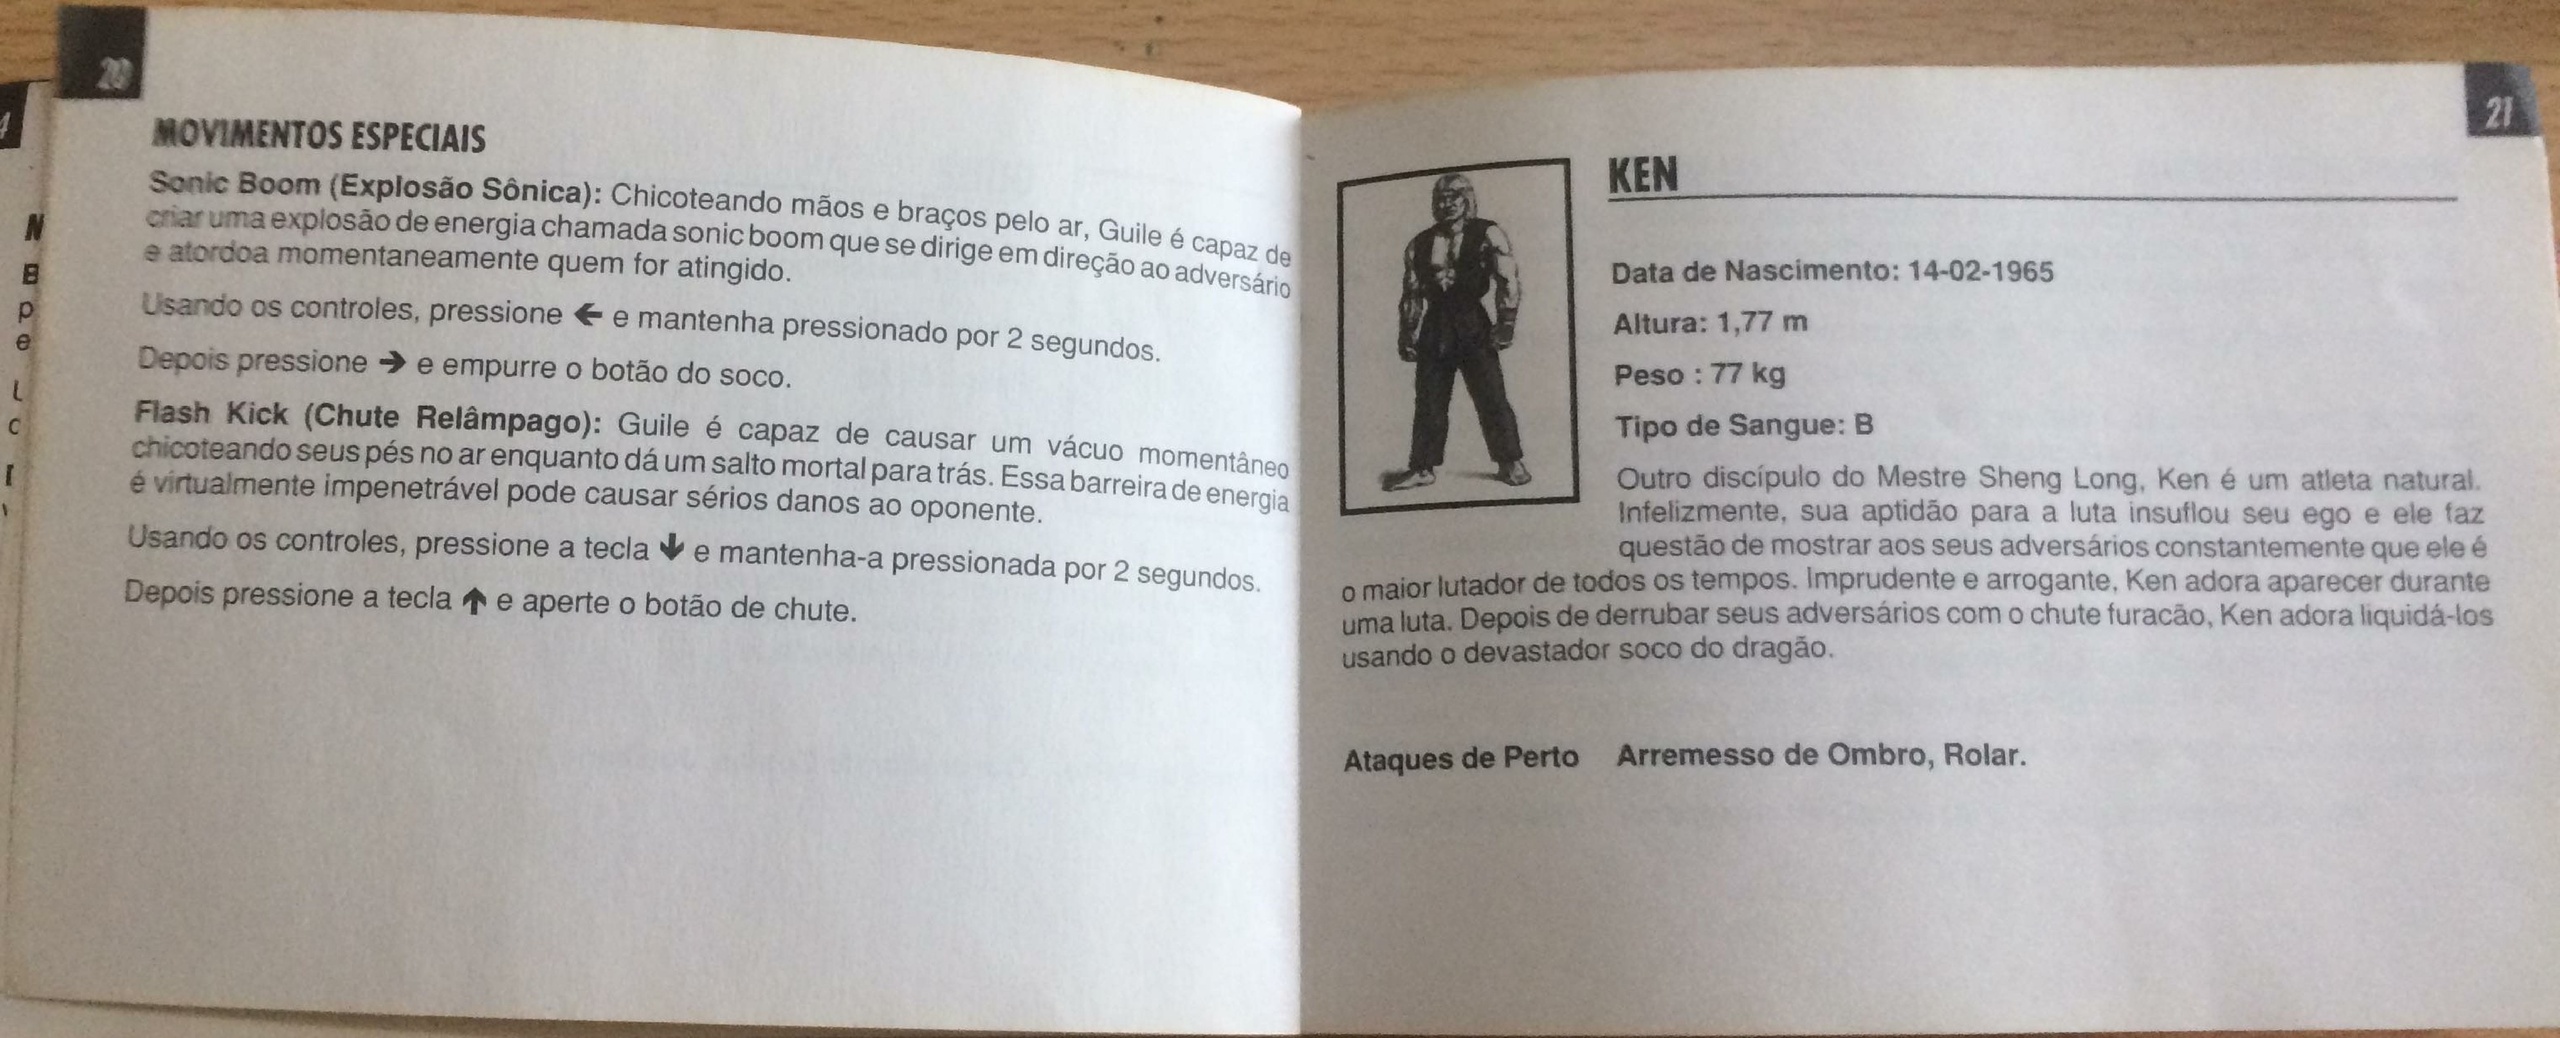 20
MOVIMENTOS ESPECIAIS
Sonic Boom (Explosão Sônica): Chicoteando mãos e braços pelo ar, Guile é capaz de
criar uma explosão de energia chamada sonic boom que se dirige em direção ao adversário
e atordoa momentaneamente quem for atingido.
Usando os controles, pressione ← e mantenha pressionado por 2 segundos.
Depois pressione → e empurre o botão do soco.
Flash Kick (Chute Relâmpago): Guile é capaz de causar um vácuo momentâneo
chicoteando seus pés no ar enquanto dá um salto mortal para trás. Essa barreira de energia
é virtualmente impenetrável pode causar sérios danos ao oponente.
Usando os controles, pressione a tecla ↓ e mantenha-a pressionada por 2 segundos.
Depois pressione a tecla ↑ e aperte o botão de chute.
21
KEN
Data de Nascimento: 14-02-1965
Altura: 1,77 m
Peso : 77 kg
Tipo de Sangue: B
Outro discípulo do Mestre Sheng Long, Ken é um atleta natural.
Infelizmente, sua aptidão para a luta insuflou seu ego e ele faz
questão de mostrar aos seus adversários constantemente que ele é
o maior lutador de todos os tempos. Imprudente e arrogante, Ken adora aparecer durante
uma luta. Depois de derrubar seus adversários com o chute furacão, Ken adora liquidá-los
usando o devastador soco do dragão.
Ataques de Perto Arremesso de Ombro, Rolar.